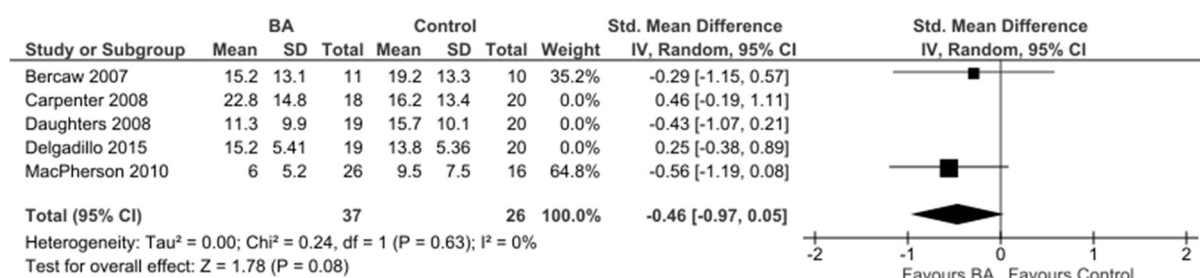 BA Control Std. Mean Difference Std. Mean Difference
Study or Subgroup Mean SD Total Mean SD Total Weight IV, Random, 95% CI IV, Random, 95% CI
Bercaw 2007 15.2 13.1 11 19.2 13.3 10 35.2% -0.29 [-1.15, 0.57]
Carpenter 2008 22.8 14.8 18 16.2 13.4 20 0.0% 0.46 [-0.19, 1.11]
Daughters 2008 11.3 9.9 19 15.7 10.1 20 0.0% -0.43 [-1.07, 0.21]
Delgadillo 2015 15.2 5.41 19 13.8 5.36 20 0.0% 0.25 [-0.38, 0.89]
MacPherson 2010 6 5.2 26 9.5 7.5 16 64.8% -0.56 [-1.19, 0.08]
Total (95% CI) 37 26 100.0% -0.46 [-0.97, 0.05]
Heterogeneity: Tau² = 0.00; Chi² = 0.24, df = 1 (P = 0.63); I² = 0%
Test for overall effect: Z = 1.78 (P = 0.08)
-2 -1 0 1 2
Favours BA Favours Control